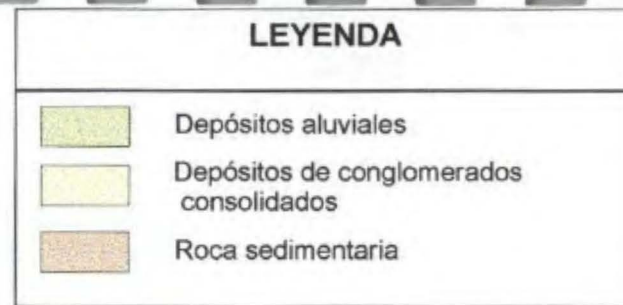 LEYENDA
Depósitos aluviales
Depósitos de conglomerados
consolidados
Roca sedimentaria